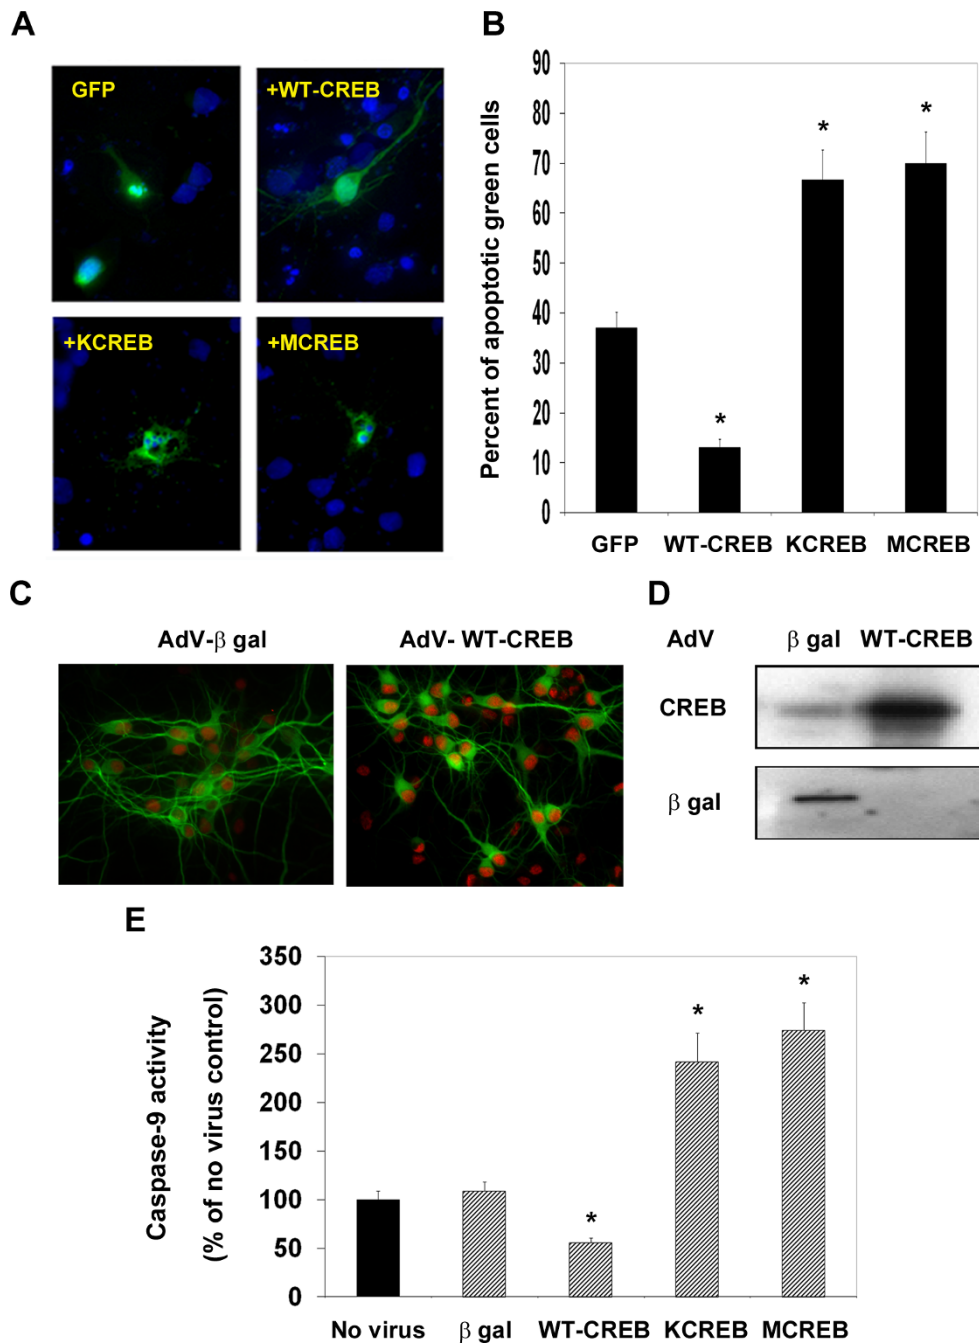 A
GFP
+WT-CREB
+KCREB
+MCREB
B
Percent of apoptotic green cells
90
80
70
60
50
40
30
20
10
0
*
*
*
GFP WT-CREB KCREB MCREB
C
AdV-β gal
AdV- WT-CREB
D
AdV β gal WT-CREB
CREB
β gal
E
Caspase-9 activity
(% of no virus control)
350
300
250
200
150
100
50
0
*
*
*
No virus β gal WT-CREB KCREB MCREB